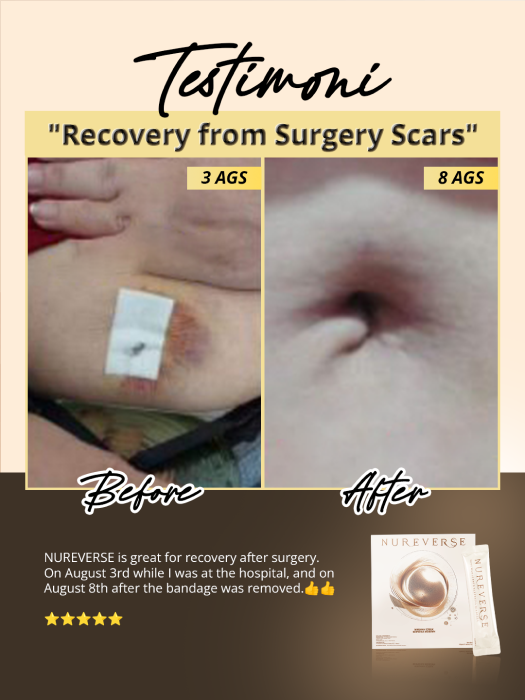 Testimoni
"Recovery from Surgery Scars"
3 AGS
8 AGS
Before
After
NUREVERSE is great for recovery after surgery.
On August 3rd while I was at the hospital, and on
August 8th after the bandage was removed.👍👍
⭐⭐⭐⭐⭐
NUREVERSE
NUREVERSE